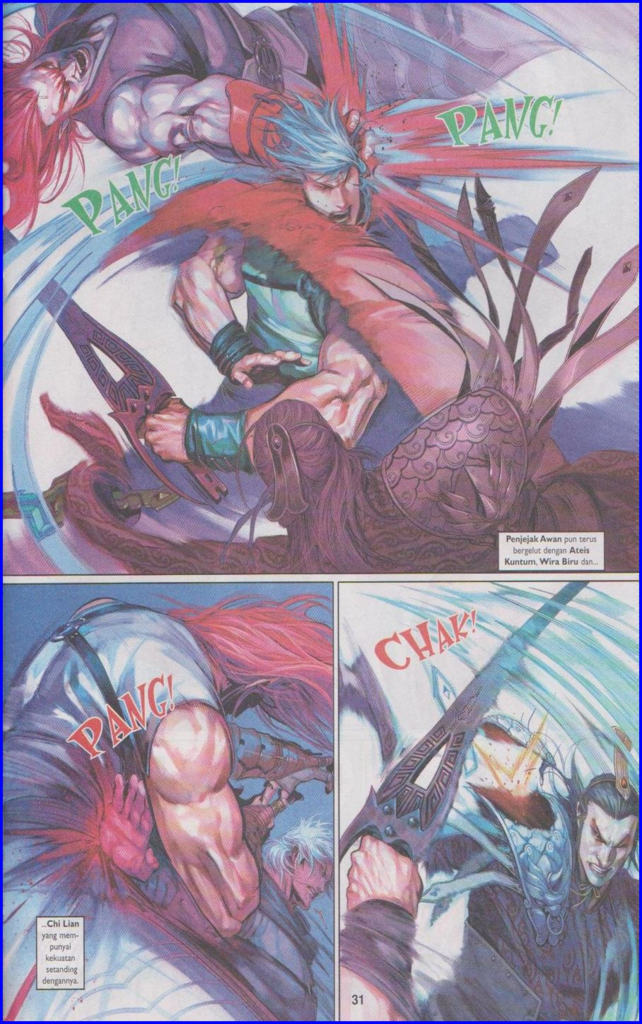 PANG!
PANG!
Penjejak Awan pun terus
bergelut dengan Ateis
Kuntum, Wira Biru dan...
PANG!
...Chi Lian
yang mem-
punyai
kekuatan
setanding
dengannya.
CHAK!
31